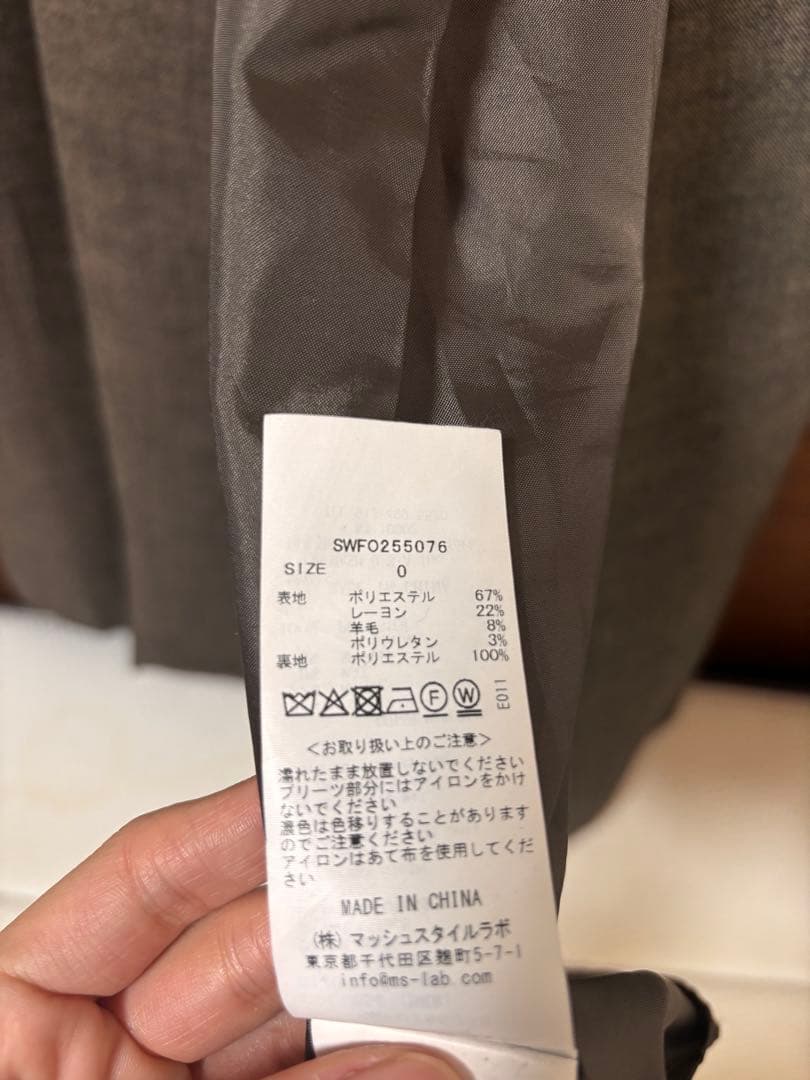 SWFO255076
SIZE 0
表地 ポリエステル 67%
レーヨン 22%
羊毛 8%
ポリウレタン 3%
裏地 ポリエステル 100%
F W E011
<お取り扱い上のご注意>
濡れたまま放置しないでください
プリーツ部分にはアイロンをかけ
ないでください
濃色は色移りすることがあります
のでご注意ください
アイロンはあて布を使用してくだ
さい
MADE IN CHINA
(株)マッシュスタイルラボ
東京都千代田区麹町5-7-1
info@ms-lab.com